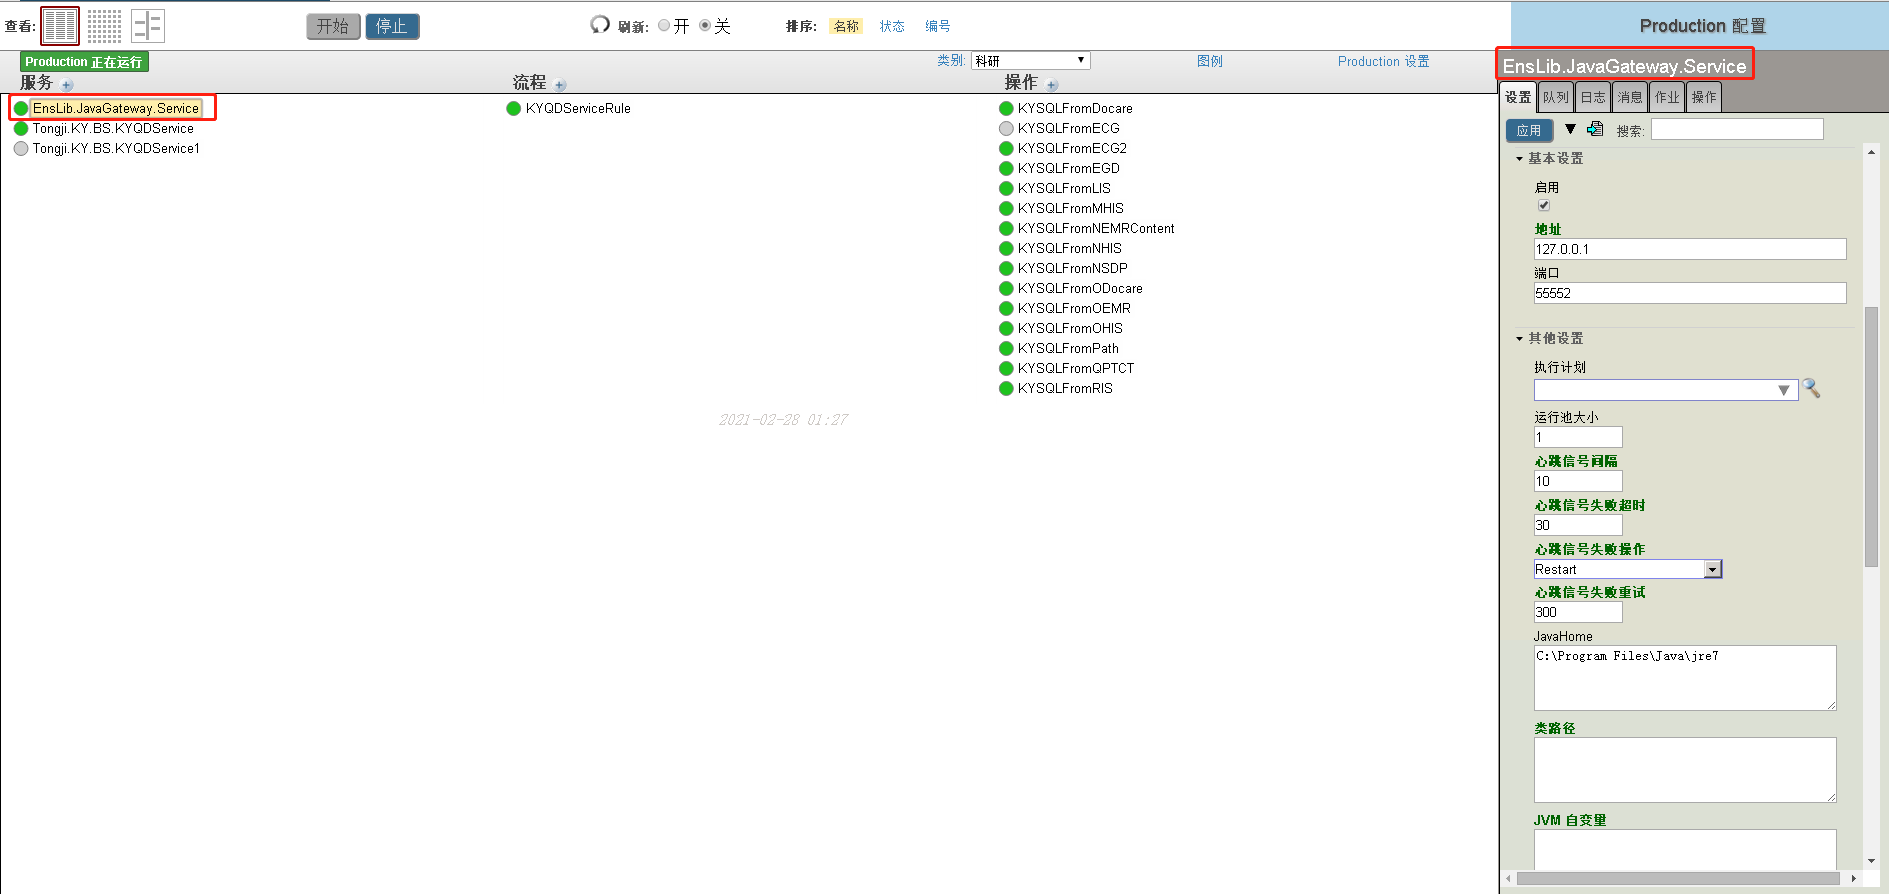 查看:
开始
停止
刷新: 开 关
排序: 名称 状态 编号
Production 配置
Production 正在运行
类别: 科研
图例
Production 设置
服务
流程
操作
EnsLib.JavaGateway.Service
Tongji.KY.BS.KYQDService
Tongji.KY.BS.KYQDService1
KYQDServiceRule
KYSQLFromDocare
KYSQLFromECG
KYSQLFromECG2
KYSQLFromEGD
KYSQLFromLIS
KYSQLFromMHIS
KYSQLFromNEMRContent
KYSQLFromNHIS
KYSQLFromNSDP
KYSQLFromODocare
KYSQLFromOEMR
KYSQLFromOHIS
KYSQLFromPath
KYSQLFromQPTCT
KYSQLFromRIS
2021-02-28 01:27
EnsLib.JavaGateway.Service
设置 队列 日志 消息 作业 操作
应用 搜索:
基本设置
启用
地址
127.0.0.1
端口
55552
其他设置
执行计划
运行池大小
1
心跳信号间隔
10
心跳信号失败超时
30
心跳信号失败操作
Restart
心跳信号失败重试
300
JavaHome
C:\Program Files\Java\jre7
类路径
JVM 自变量